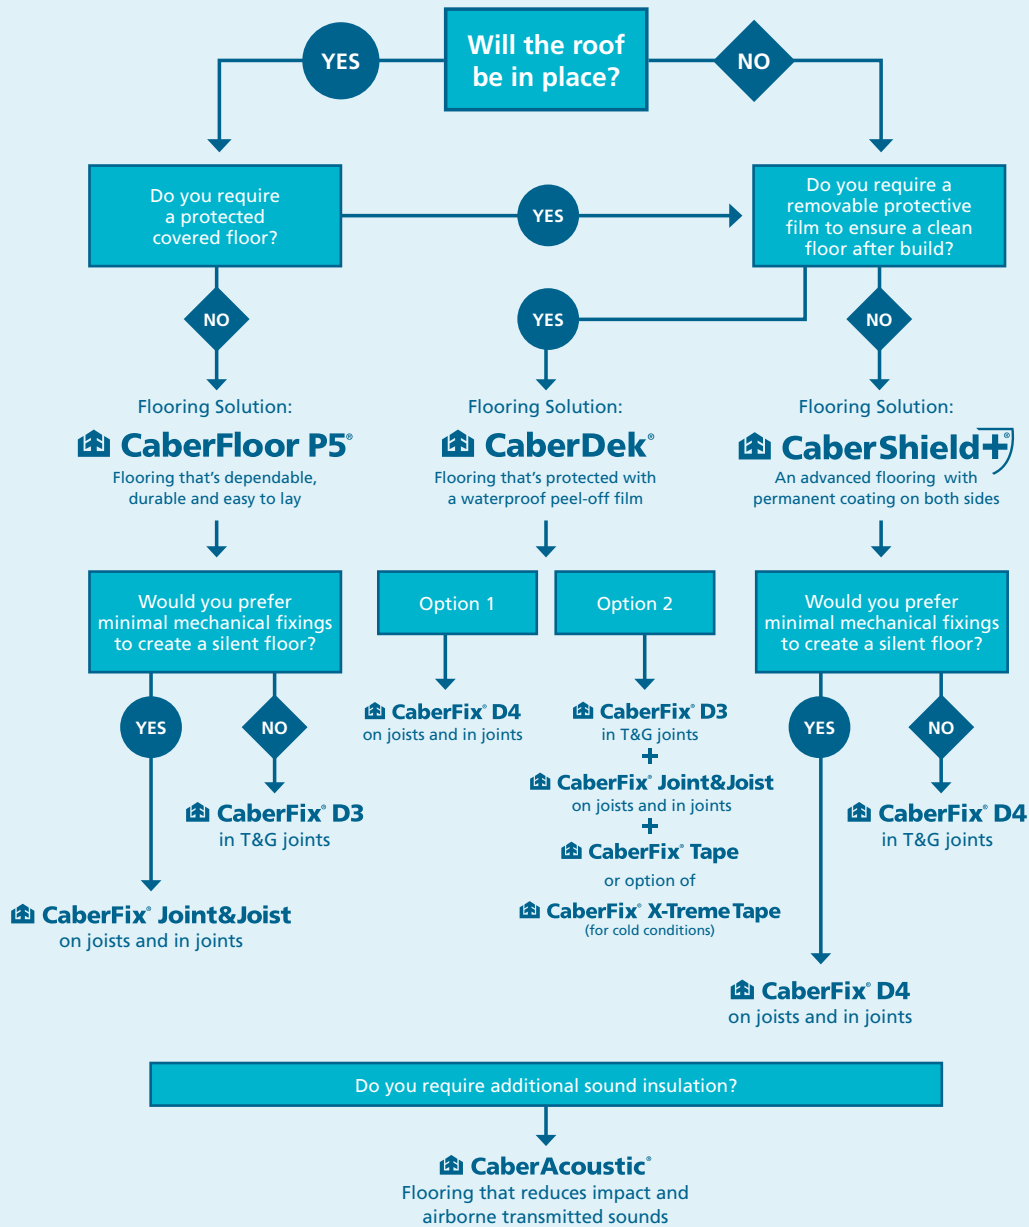 Will the roof
be in place?
YES
NO
Do you require
a protected
covered floor?
YES
Do you require a
removable protective
film to ensure a clean
floor after build?
NO
YES
NO
Flooring Solution:
CaberFloor P5®
Flooring that's dependable,
durable and easy to lay
Flooring Solution:
CaberDek®
Flooring that's protected with
a waterproof peel-off film
Flooring Solution:
CaberShield+®
An advanced flooring with
permanent coating on both sides
Would you prefer
minimal mechanical fixings
to create a silent floor?
YES
NO
CaberFix® D3
in T&G joints
CaberFix® Joint&Joist
on joists and in joints
Option 1
CaberFix® D4
on joists and in joints
Option 2
CaberFix® D3
in T&G joints
+
CaberFix® Joint&Joist
on joists and in joints
+
CaberFix® Tape
or option of
CaberFix® X-Treme Tape
(for cold conditions)
Would you prefer
minimal mechanical fixings
to create a silent floor?
YES
NO
CaberFix® D4
in T&G joints
CaberFix® D4
on joists and in joints
Do you require additional sound insulation?
CaberAcoustic®
Flooring that reduces impact and
airborne transmitted sounds